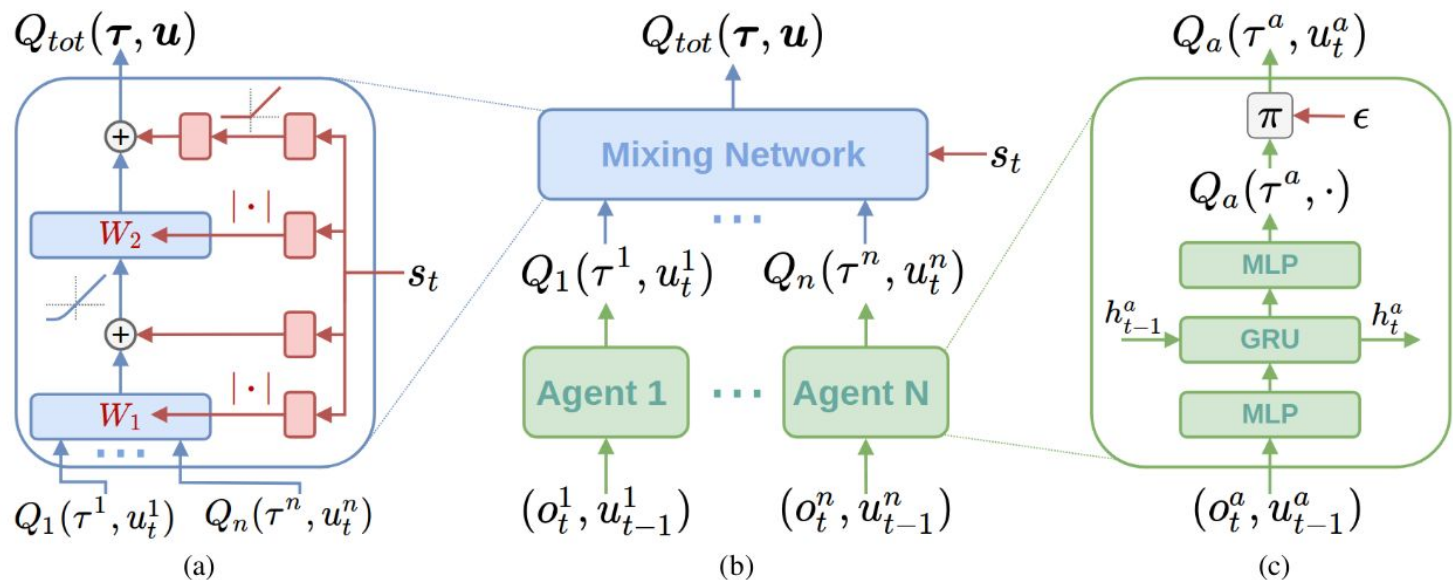 Q_{tot}(τ, u)
+
| · |
W_2
s_t
+
| · |
W_1
Q_1(τ^1, u_t^1) Q_n(τ^n, u_t^n)
(a)
Q_{tot}(τ, u)
Mixing Network
s_t
Q_1(τ^1, u_t^1) Q_n(τ^n, u_t^n)
Agent 1 Agent N
(o_t^1, u_{t-1}^1) (o_t^n, u_{t-1}^n)
(b)
Q_a(τ^a, u_t^a)
π ϵ
Q_a(τ^a, ·)
MLP
h_{t-1}^a GRU h_t^a
MLP
(o_t^a, u_{t-1}^a)
(c)